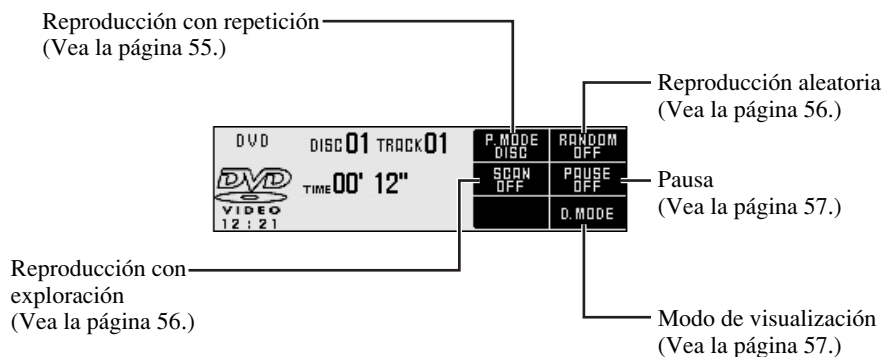 Reproducción con repetición
(Vea la página 55.)
Reproducción aleatoria
(Vea la página 56.)
DVD
DISC 01 TRACK 01
P.MODE
DISC
RANDOM
OFF
DVD
VIDEO
TIME 00' 12"
SCAN
OFF
PAUSE
OFF
12:21
D.MODE
Pausa
(Vea la página 57.)
Reproducción con
exploración
(Vea la página 56.)
Modo de visualización
(Vea la página 57.)